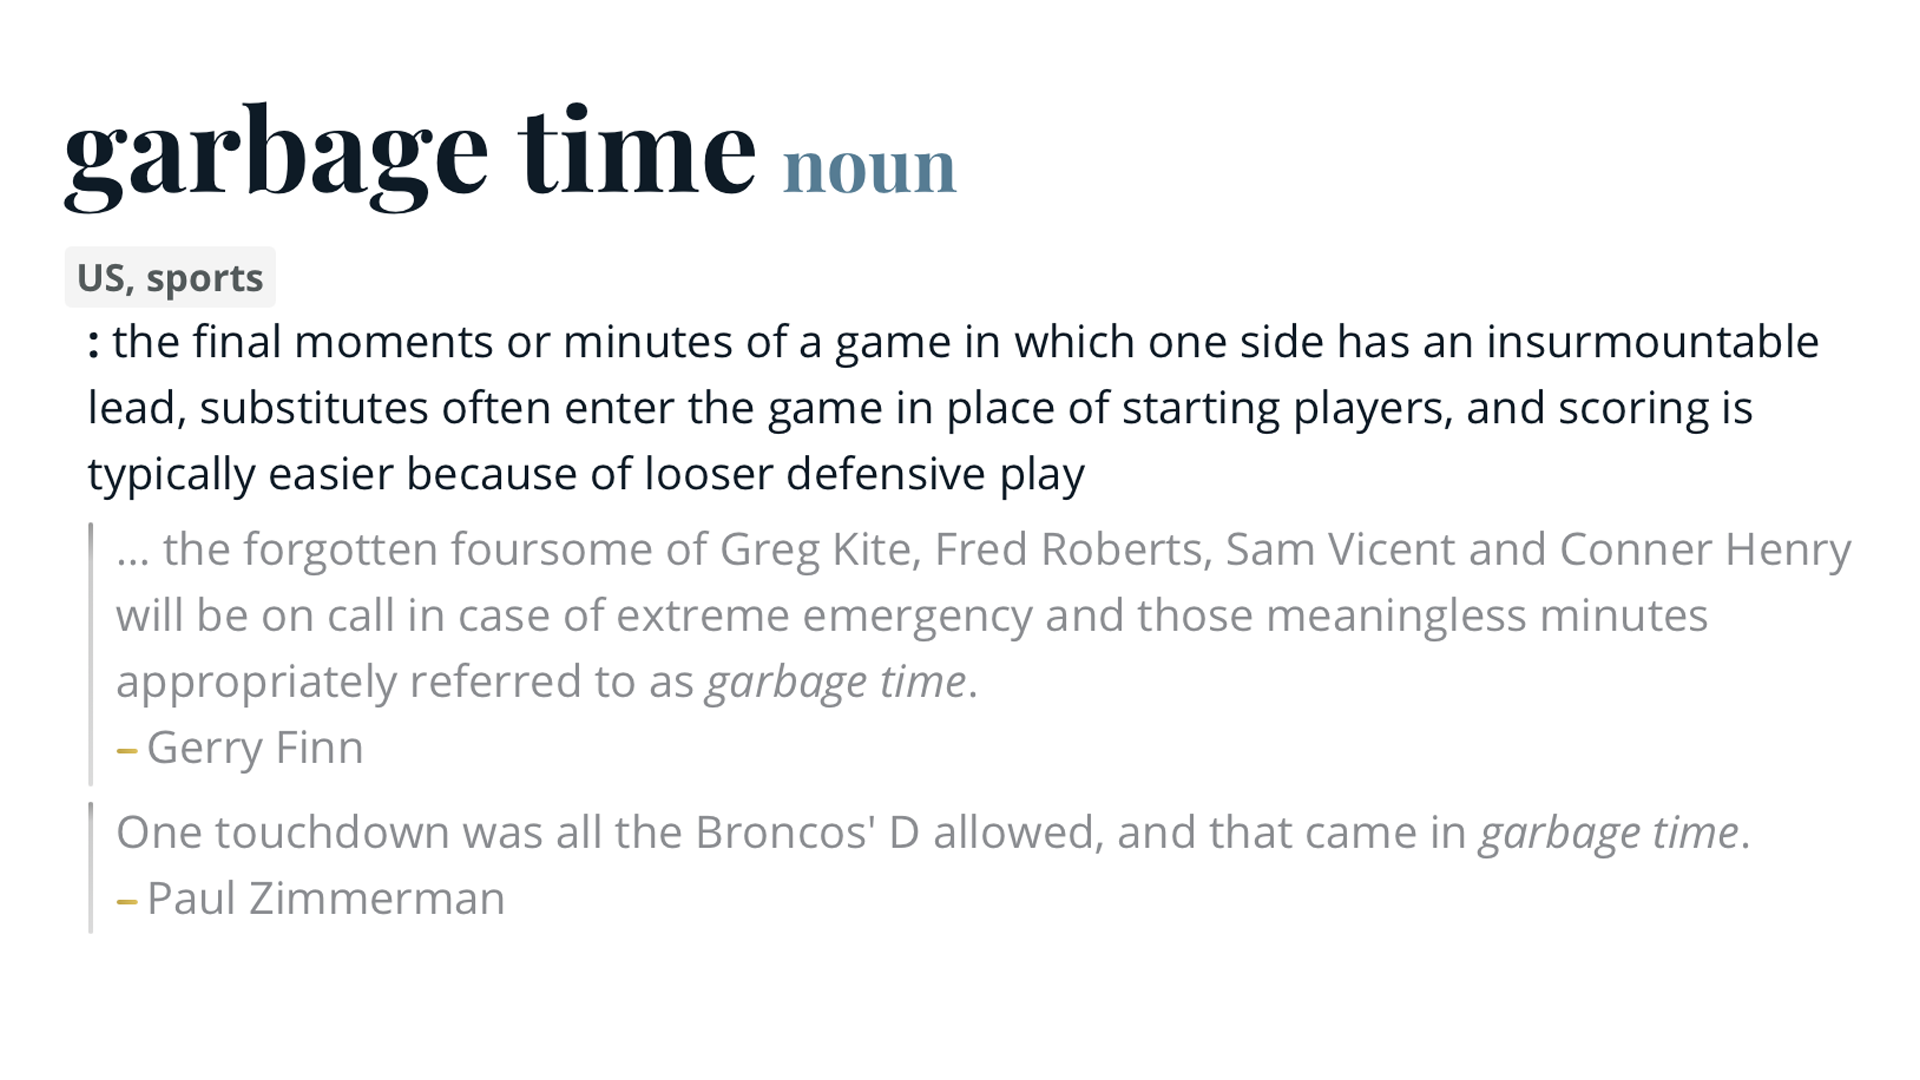 garbage time noun
US, sports
: the final moments or minutes of a game in which one side has an insurmountable
lead, substitutes often enter the game in place of starting players, and scoring is
typically easier because of looser defensive play
... the forgotten foursome of Greg Kite, Fred Roberts, Sam Vicent and Conner Henry
will be on call in case of extreme emergency and those meaningless minutes
appropriately referred to as garbage time.
– Gerry Finn
One touchdown was all the Broncos' D allowed, and that came in garbage time.
– Paul Zimmerman